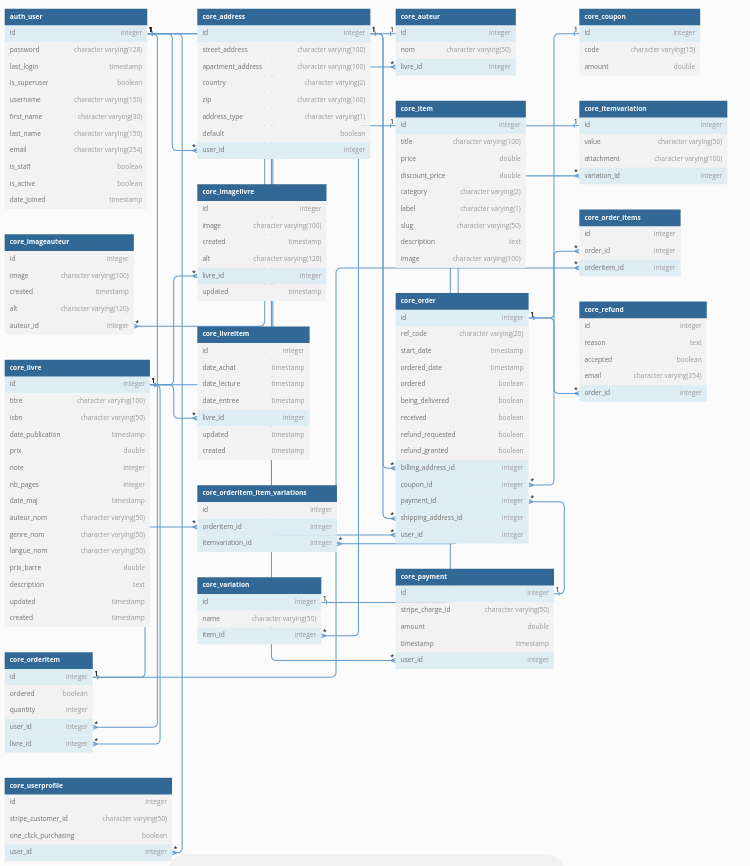 auth_user
id integer
password character varying(128)
last_login timestamp
is_superuser boolean
username character varying(150)
first_name character varying(30)
last_name character varying(150)
email character varying(254)
is_staff boolean
is_active boolean
date_joined timestamp
core_imageauteur
id integer
image character varying(100)
created timestamp
alt character varying(120)
auteur_id integer
core_livre
id integer
titre character varying(100)
isbn character varying(50)
date_publication timestamp
prix double
note integer
nb_pages integer
date_maj timestamp
auteur_nom character varying(50)
genre_nom character varying(50)
langue_nom character varying(50)
prix_barre double
description text
updated timestamp
created timestamp
core_orderitem
id integer
ordered boolean
quantity integer
user_id integer
livre_id integer
core_userprofile
id integer
stripe_customer_id character varying(50)
one_click_purchasing boolean
user_id integer
core_address
id integer
street_address character varying(100)
apartment_address character varying(100)
country character varying(2)
zip character varying(100)
address_type character varying(1)
default boolean
user_id integer
core_imagelivre
id integer
image character varying(100)
created timestamp
alt character varying(120)
livre_id integer
updated timestamp
core_livreitem
id integer
date_achat timestamp
date_lecture timestamp
date_entree timestamp
livre_id integer
updated timestamp
created timestamp
core_orderitem_item_variations
id integer
orderitem_id integer
itemvariation_id integer
core_variation
id integer
name character varying(50)
item_id integer
core_auteur
id integer
nom character varying(50)
livre_id integer
core_item
id integer
title character varying(100)
price double
discount_price double
category character varying(2)
label character varying(1)
slug character varying(50)
description text
image character varying(100)
core_order
id integer
ref_code character varying(20)
start_date timestamp
ordered_date timestamp
ordered boolean
being_delivered boolean
received boolean
refund_requested boolean
refund_granted boolean
billing_address_id integer
coupon_id integer
payment_id integer
shipping_address_id integer
user_id integer
core_payment
id integer
stripe_charge_id character varying(50)
amount double
timestamp timestamp
user_id integer
core_coupon
id integer
code character varying(15)
amount double
core_itemvariation
id integer
value character varying(50)
attachment character varying(100)
variation_id integer
core_order_items
id integer
order_id integer
orderitem_id integer
core_refund
id integer
reason text
accepted boolean
email character varying(254)
order_id integer